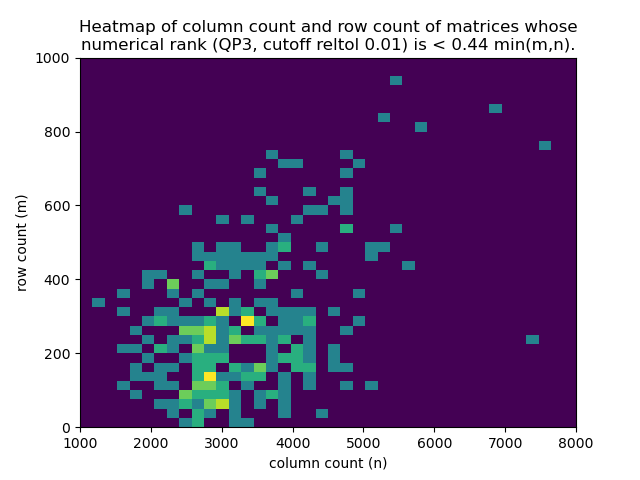 Heatmap of column count and row count of matrices whose
numerical rank (QP3, cutoff reltol 0.01) is < 0.44 min(m,n).
1000
800
600
400
200
0
row count (m)
1000 2000 3000 4000 5000 6000 7000 8000
column count (n)